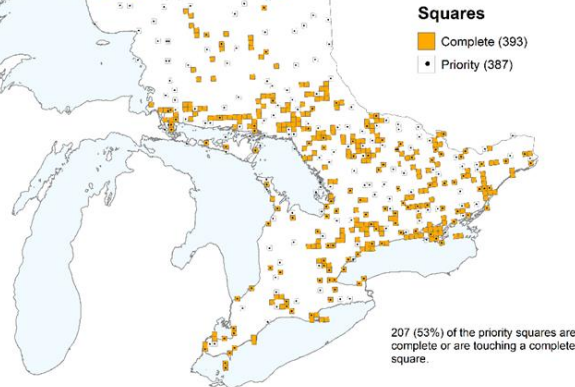 Squares
Complete (393)
Priority (387)
207 (53%) of the priority squares are
complete or are touching a complete
square.